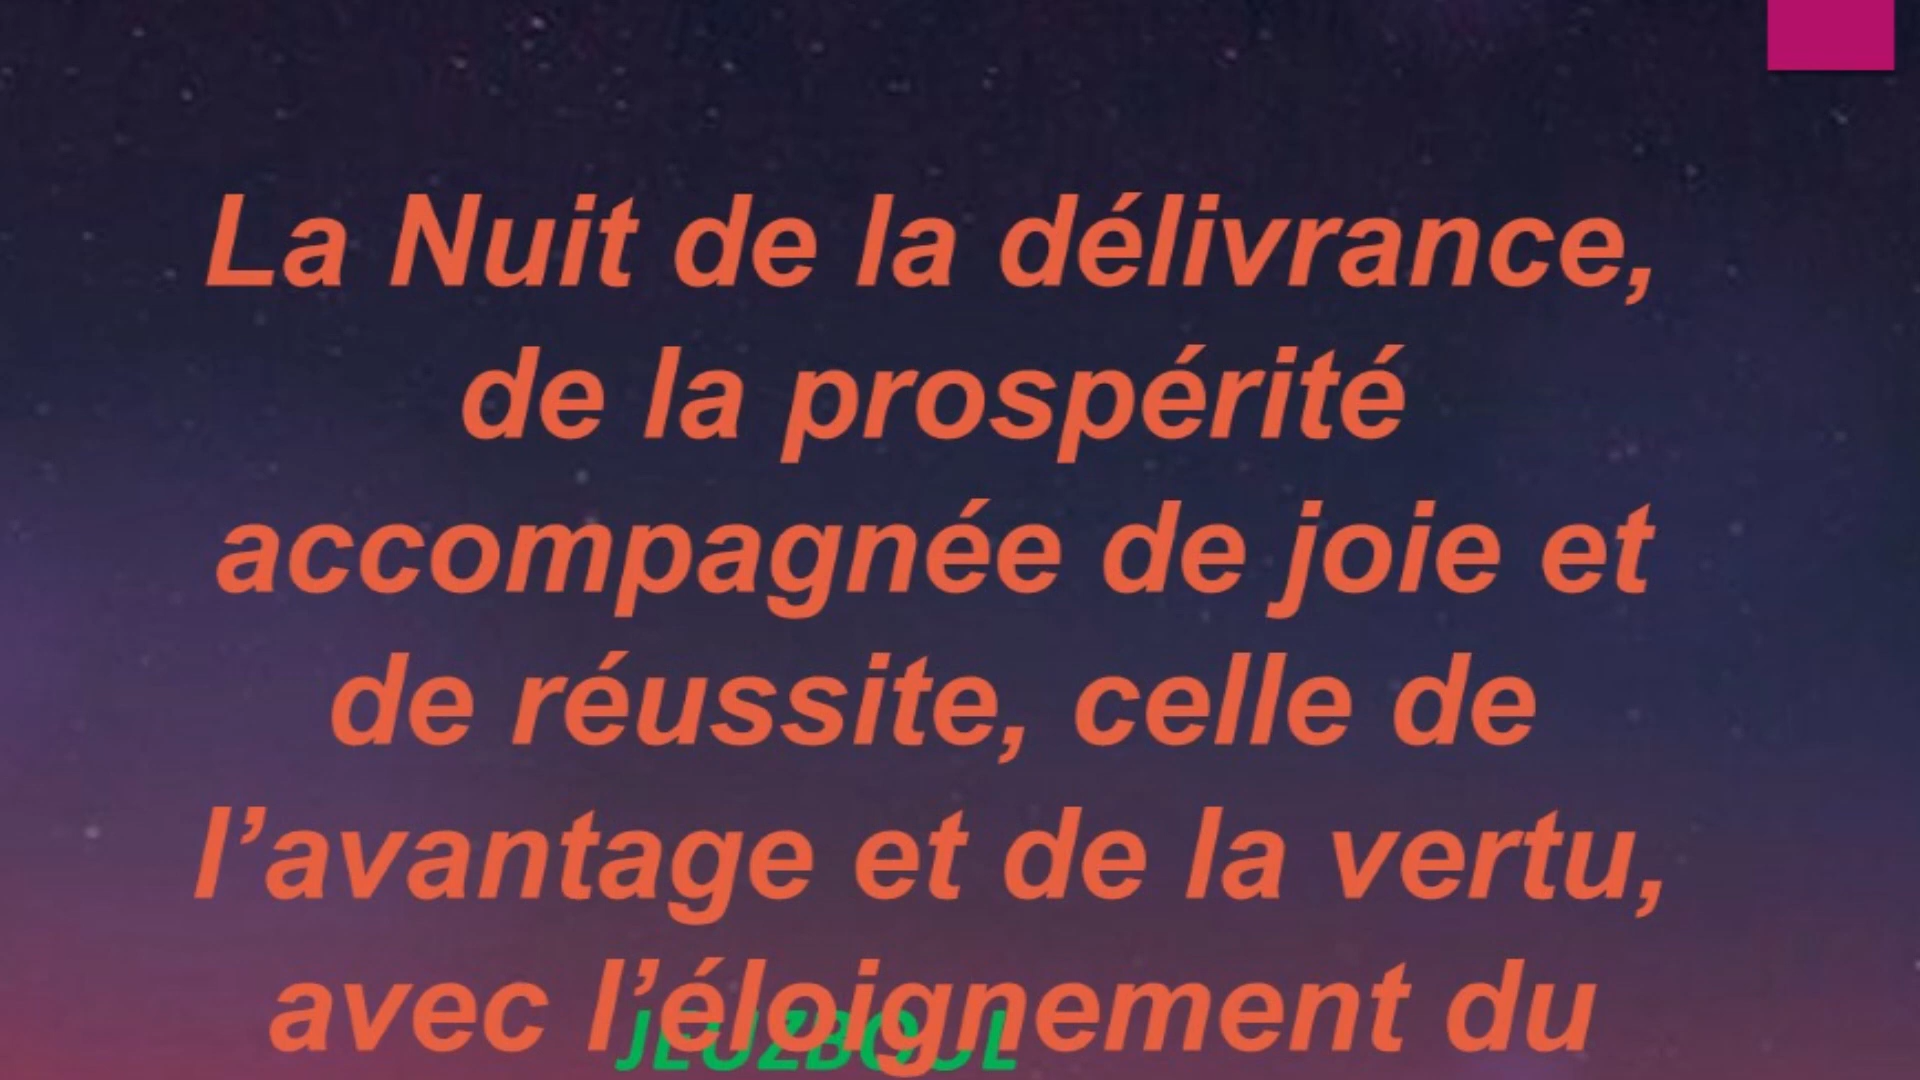 La Nuit de la délivrance,
de la prospérité
accompagnée de joie et
de réussite, celle de
l’avantage et de la vertu,
avec l’éloignement du